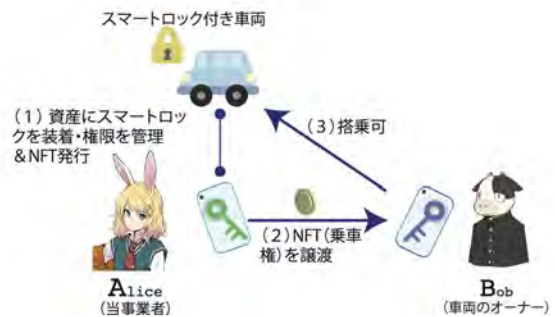 スマートロック付き車両
(1)資産にスマートロッ
クを装着・権限を管理
&NFT発行
(3)搭乗可
(2)NFT(乗車
権)を譲渡
Alice
(当事業者)
Bob
(車両のオーナー)